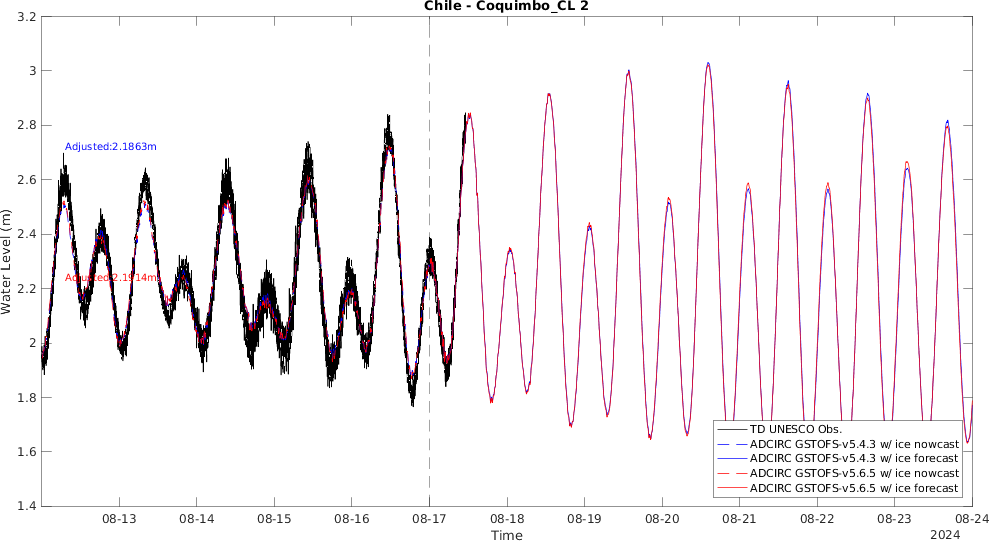 Chile - Coquimbo_CL 2
3.2
3
2.8
2.6
2.4
2.2
2
1.8
1.6
1.4
Water Level (m)
Adjusted:2.1863m
Adjusted:2.1914m
TD UNESCO Obs.
ADCIRC GSTOFS-v5.4.3 w/ ice nowcast
ADCIRC GSTOFS-v5.4.3 w/ ice forecast
ADCIRC GSTOFS-v5.6.5 w/ ice nowcast
ADCIRC GSTOFS-v5.6.5 w/ ice forecast
08-13 08-14 08-15 08-16 08-17 08-18 08-19 08-20 08-21 08-22 08-23 08-24
Time
2024